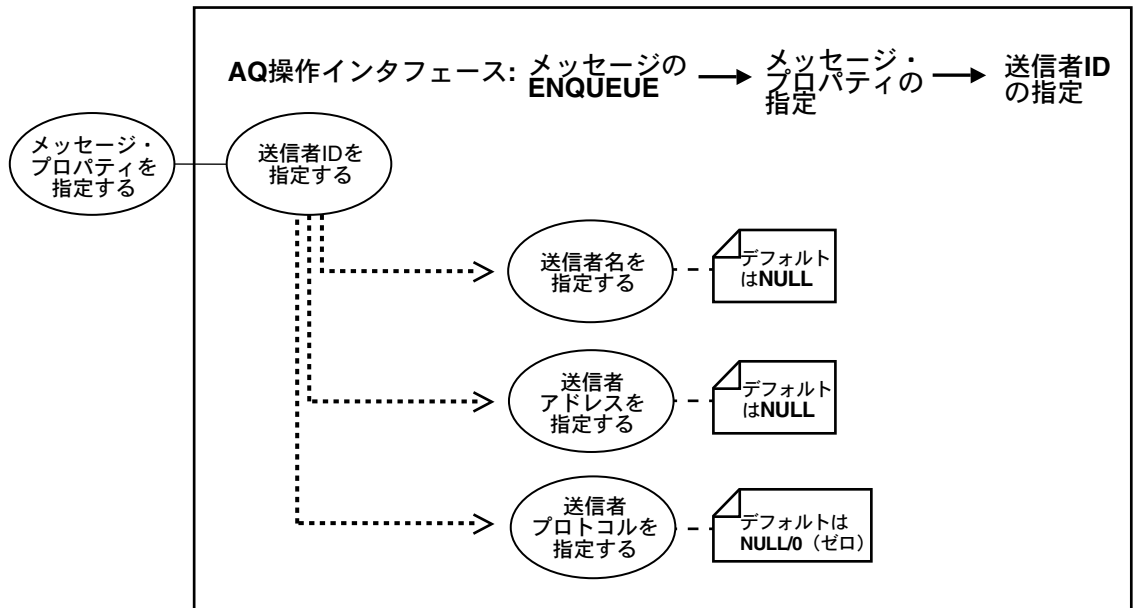 AQ操作インタフェース: メッセージの
ENQUEUE
メッセージ・
プロパティの
指定
送信者ID
の指定
メッセージ・
プロパティを
指定する
送信者IDを
指定する
送信者名を
指定する
デフォルト
はNULL
送信者
アドレスを
指定する
デフォルト
はNULL
送信者
プロトコルを
指定する
デフォルトは
NULL/0（ゼロ）